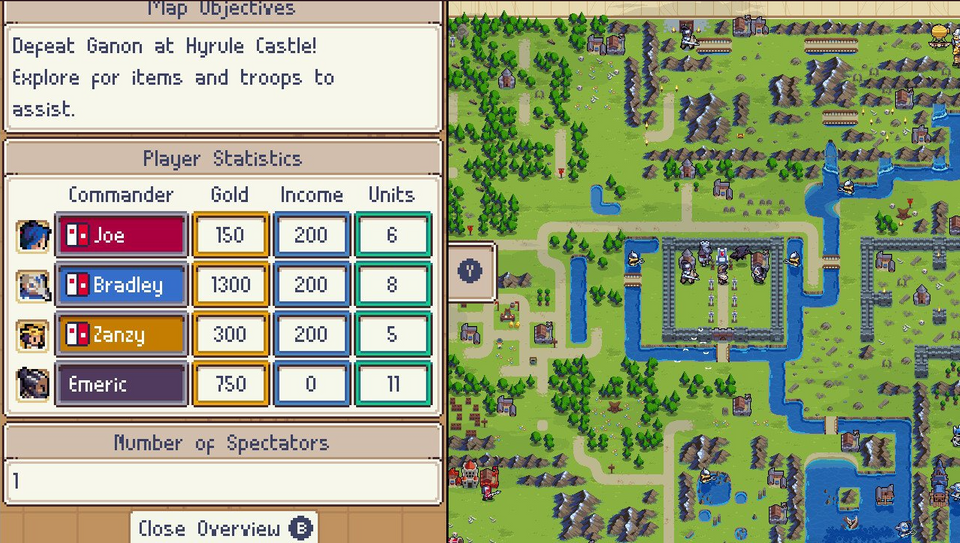 Map Objectives
Defeat Ganon at Hyrule Castle!
Explore for items and troops to
assist.
Player Statistics
Commander Gold Income Units
Joe 150 200 6
Bradley 1300 200 8
Zanzy 300 200 5
Emeric 750 0 11
Number of Spectators
1
Close Overview B
Y